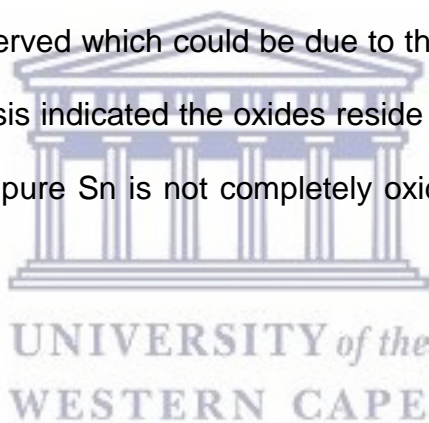 erved which could be due to th
sis indicated the oxides reside
pure Sn is not completely oxid
UNIVERSITY of the
WESTERN CAPE